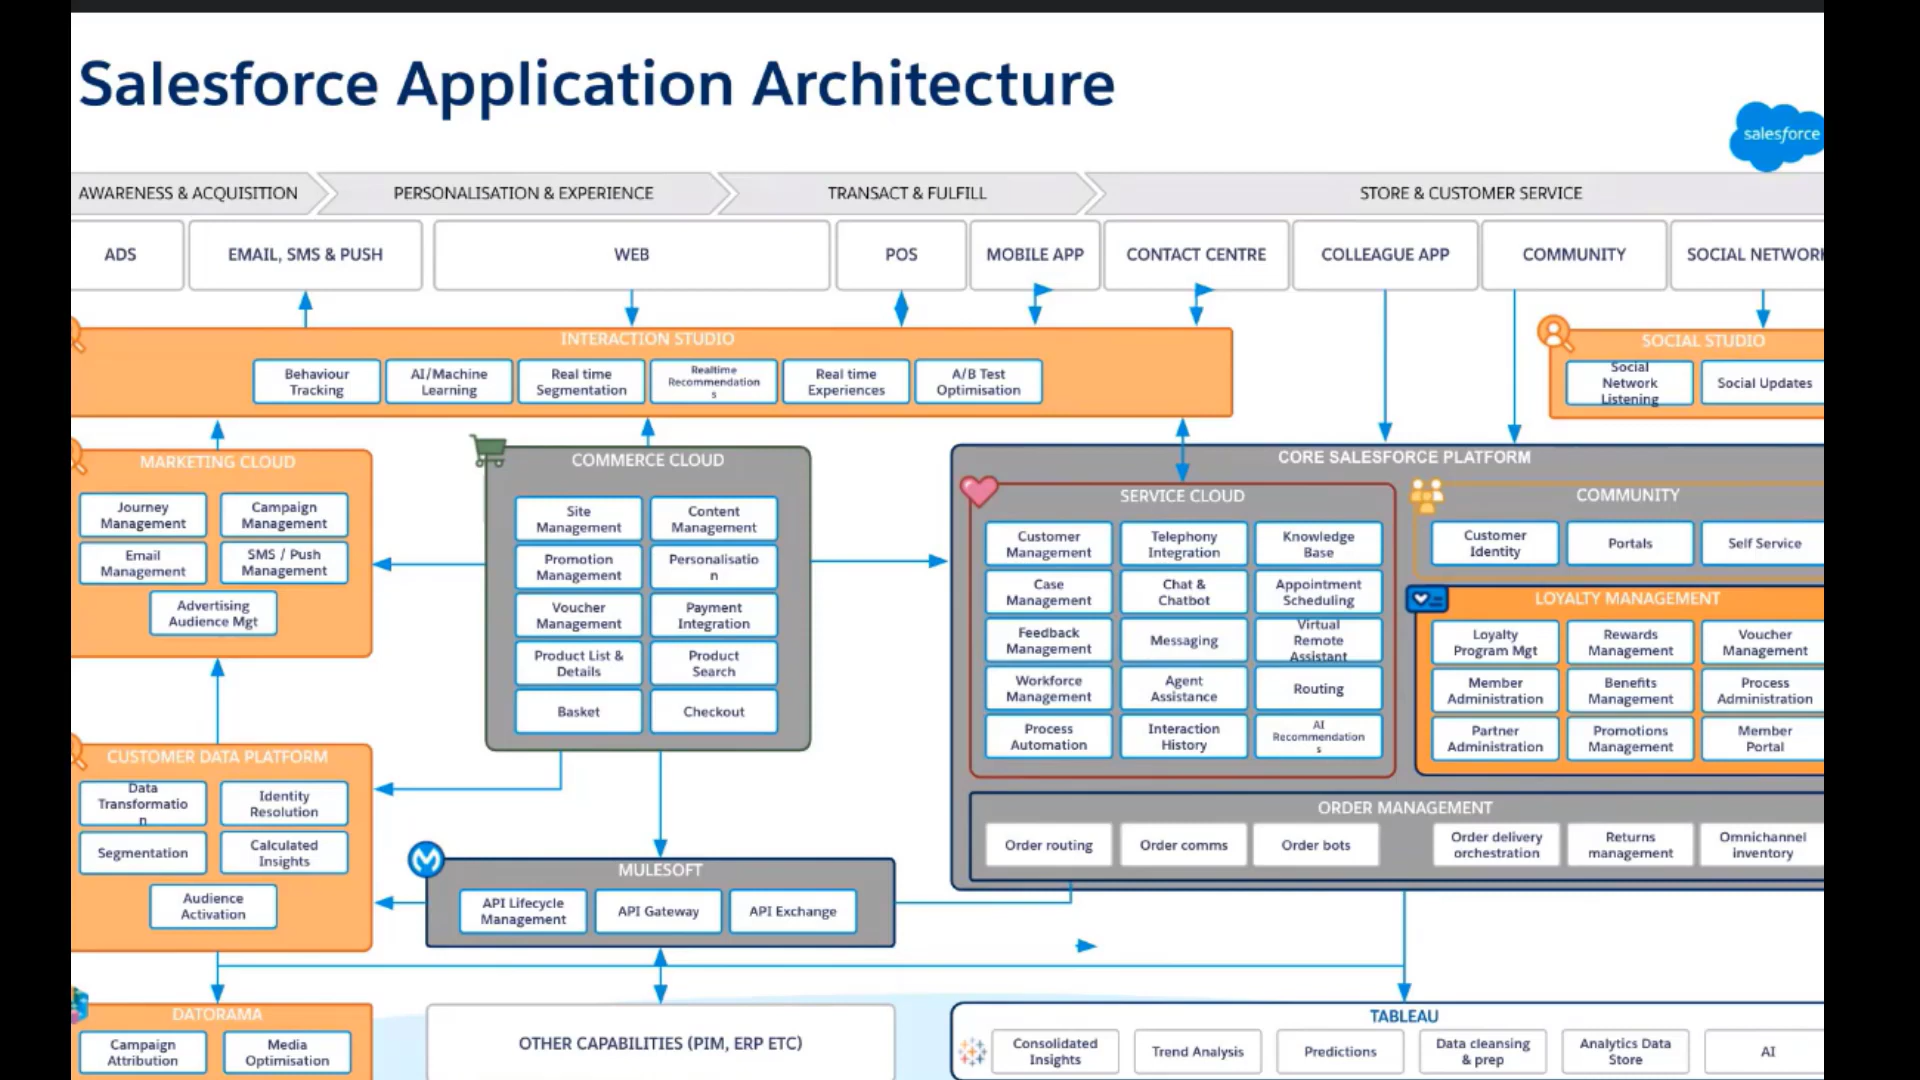 Salesforce Application Architecture
salesforce
AWARENESS & ACQUISITION
PERSONALISATION & EXPERIENCE
TRANSACT & FULFILL
STORE & CUSTOMER SERVICE
ADS
EMAIL, SMS & PUSH
WEB
POS
MOBILE APP
CONTACT CENTRE
COLLEAGUE APP
COMMUNITY
SOCIAL NETWOR
INTERACTION STUDIO
Behaviour
Tracking
AI/Machine
Learning
Real time
Segmentation
Realtime
Recommendation
s
Real time
Experiences
A/B Test
Optimisation
SOCIAL STUDIO
Social
Network
Listening
Social Updates
MARKETING CLOUD
Journey
Management
Campaign
Management
Email
Management
SMS / Push
Management
Advertising
Audience Mgt
COMMERCE CLOUD
Site
Management
Content
Management
Promotion
Management
Personalisatio
n
Voucher
Management
Payment
Integration
Product List &
Details
Product
Search
Basket
Checkout
CORE SALESFORCE PLATFORM
SERVICE CLOUD
Customer
Management
Telephony
Integration
Knowledge
Base
Case
Management
Chat &
Chatbot
Appointment
Scheduling
Feedback
Management
Messaging
Virtual
Remote
Assistant
Workforce
Management
Agent
Assistance
Routing
Process
Automation
Interaction
History
AI
Recommendation
s
COMMUNITY
Customer
Identity
Portals
Self Service
LOYALTY MANAGEMENT
Loyalty
Program Mgt
Rewards
Management
Voucher
Management
Member
Administration
Benefits
Management
Process
Administration
Partner
Administration
Promotions
Management
Member
Portal
ORDER MANAGEMENT
Order routing
Order comms
Order bots
Order delivery
orchestration
Returns
management
Omnichannel
inventory
CUSTOMER DATA PLATFORM
Data
Transformatio
n
Identity
Resolution
Segmentation
Calculated
Insights
Audience
Activation
MULESOFT
API Lifecycle
Management
API Gateway
API Exchange
DATORAMA
Campaign
Attribution
Media
Optimisation
OTHER CAPABILITIES (PIM, ERP ETC)
TABLEAU
Consolidated
Insights
Trend Analysis
Predictions
Data cleansing
& prep
Analytics Data
Store
AI